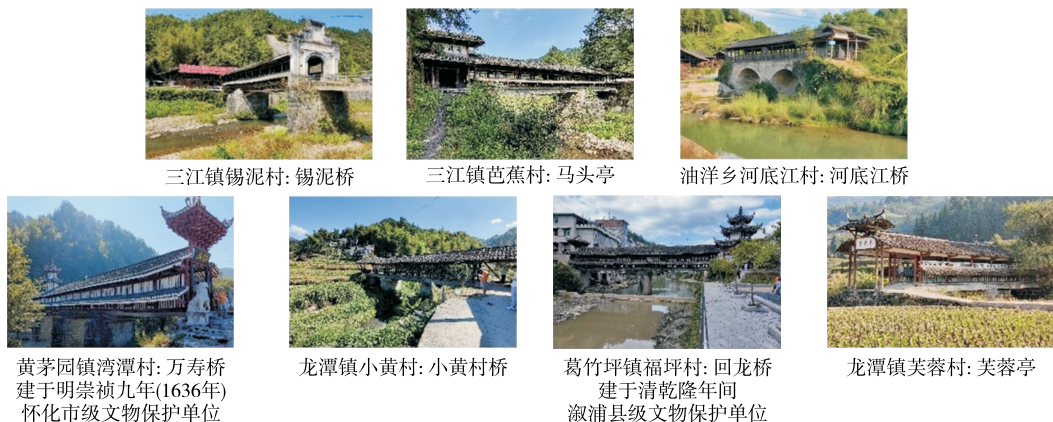 三江镇锡泥村: 锡泥桥
三江镇芭蕉村: 马头亭
油洋乡河底江村: 河底江桥
黄茅园镇湾潭村: 万寿桥
建于明崇祯九年(1636年)
怀化市级文物保护单位
龙潭镇小黄村: 小黄村桥
葛竹坪镇福坪村: 回龙桥
建于清乾隆年间
溆浦县级文物保护单位
龙潭镇芙蓉村: 芙蓉亭